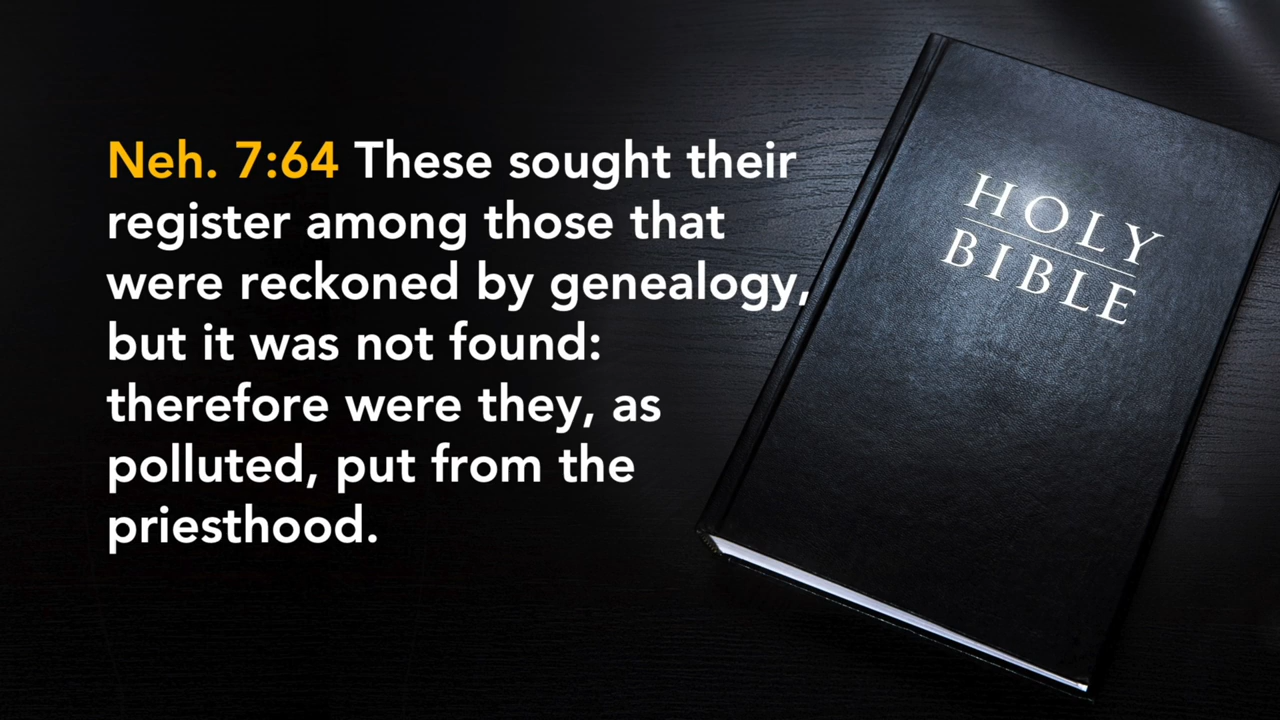 Neh. 7:64 These sought their
register among those that
were reckoned by genealogy,
but it was not found:
therefore were they, as
polluted, put from the
priesthood.
HOLY
BIBLE